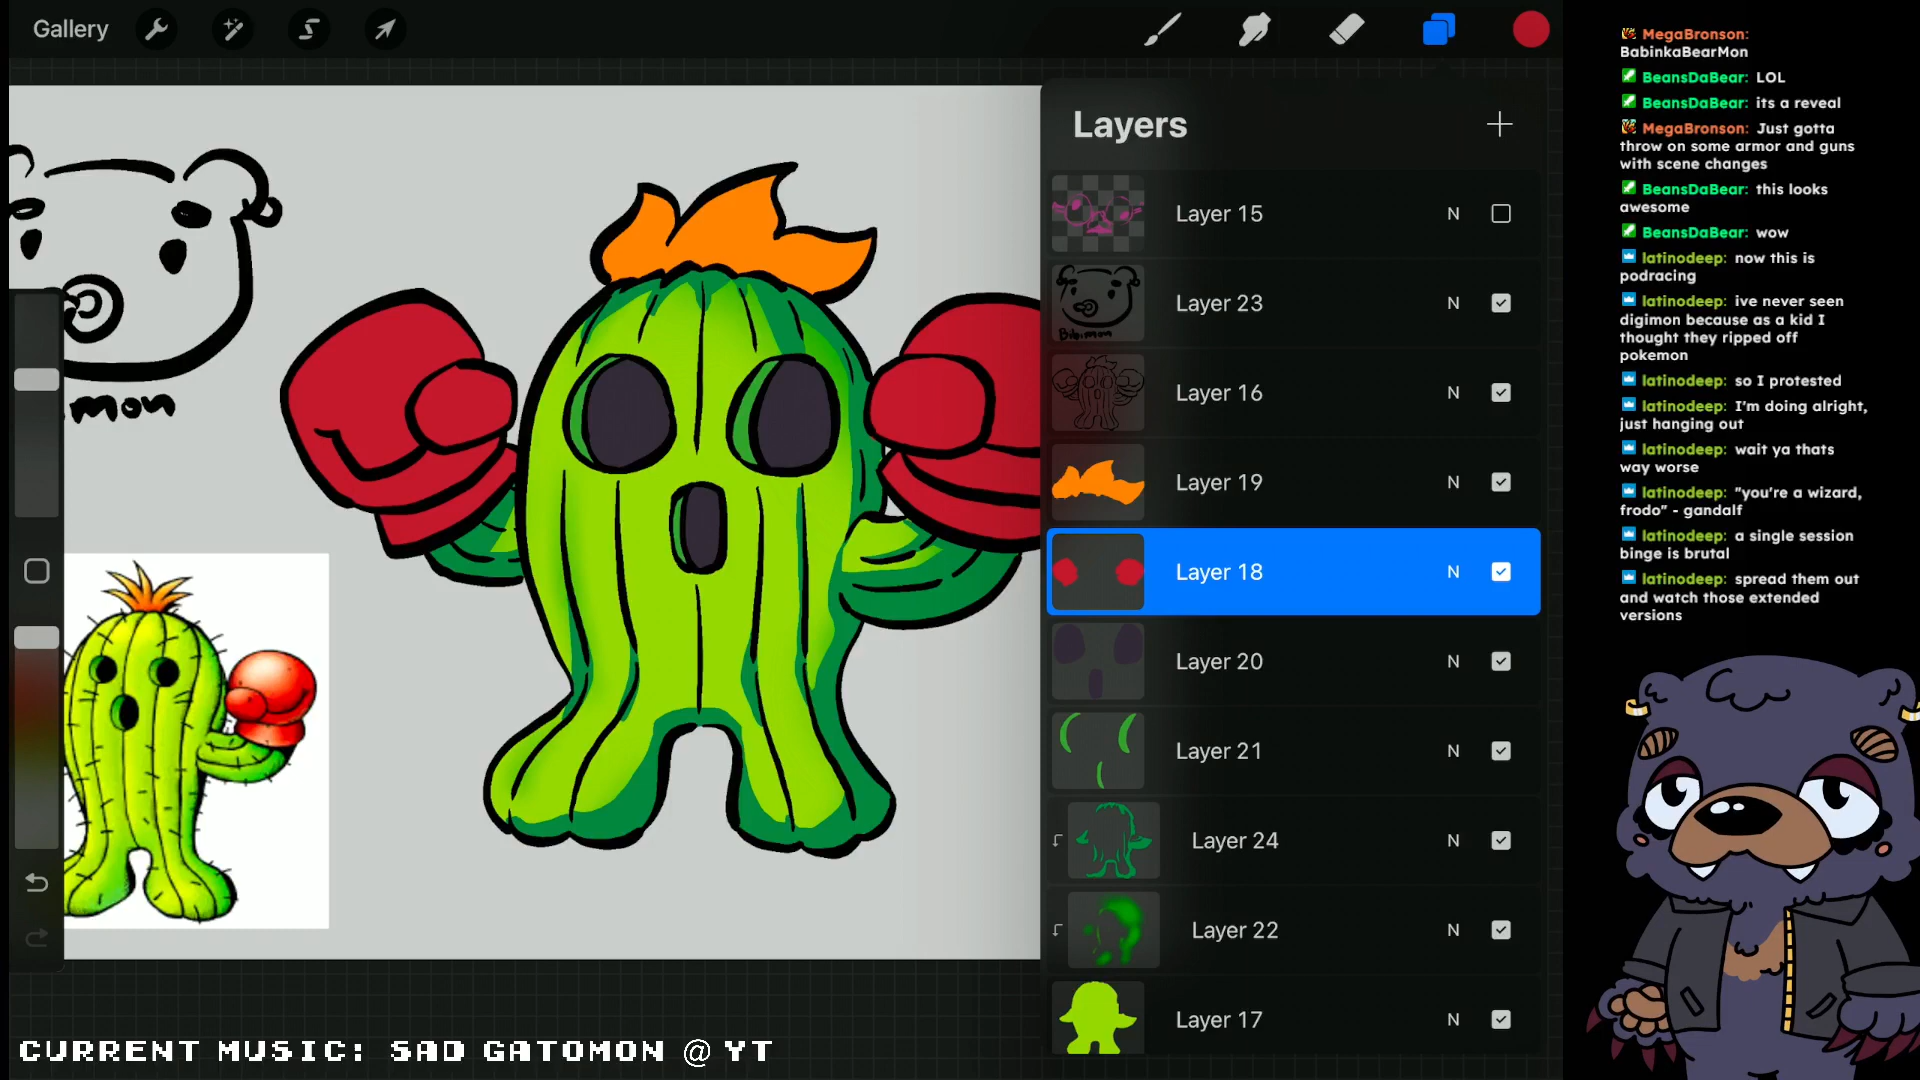 Gallery
Layers
Layer 15 N
Layer 23 N
Bibimon
Layer 16 N
Layer 19 N
Layer 18 N
Layer 20 N
Layer 21 N
Layer 24 N
Layer 22 N
Layer 17 N
mon
CURRENT MUSIC: SAD GATOMON @ YT
MegaBronson:
BabinkaBearMon
BeansDaBear: LOL
BeansDaBear: its a reveal
MegaBronson: Just gotta
throw on some armor and guns
with scene changes
BeansDaBear: this looks
awesome
BeansDaBear: wow
latinodeep: now this is
podracing
latinodeep: ive never seen
digimon because as a kid I
thought they ripped off
pokemon
latinodeep: so I protested
latinodeep: I'm doing alright,
just hanging out
latinodeep: wait ya thats
way worse
latinodeep: "you're a wizard,
frodo" - gandalf
latinodeep: a single session
binge is brutal
latinodeep: spread them out
and watch those extended
versions